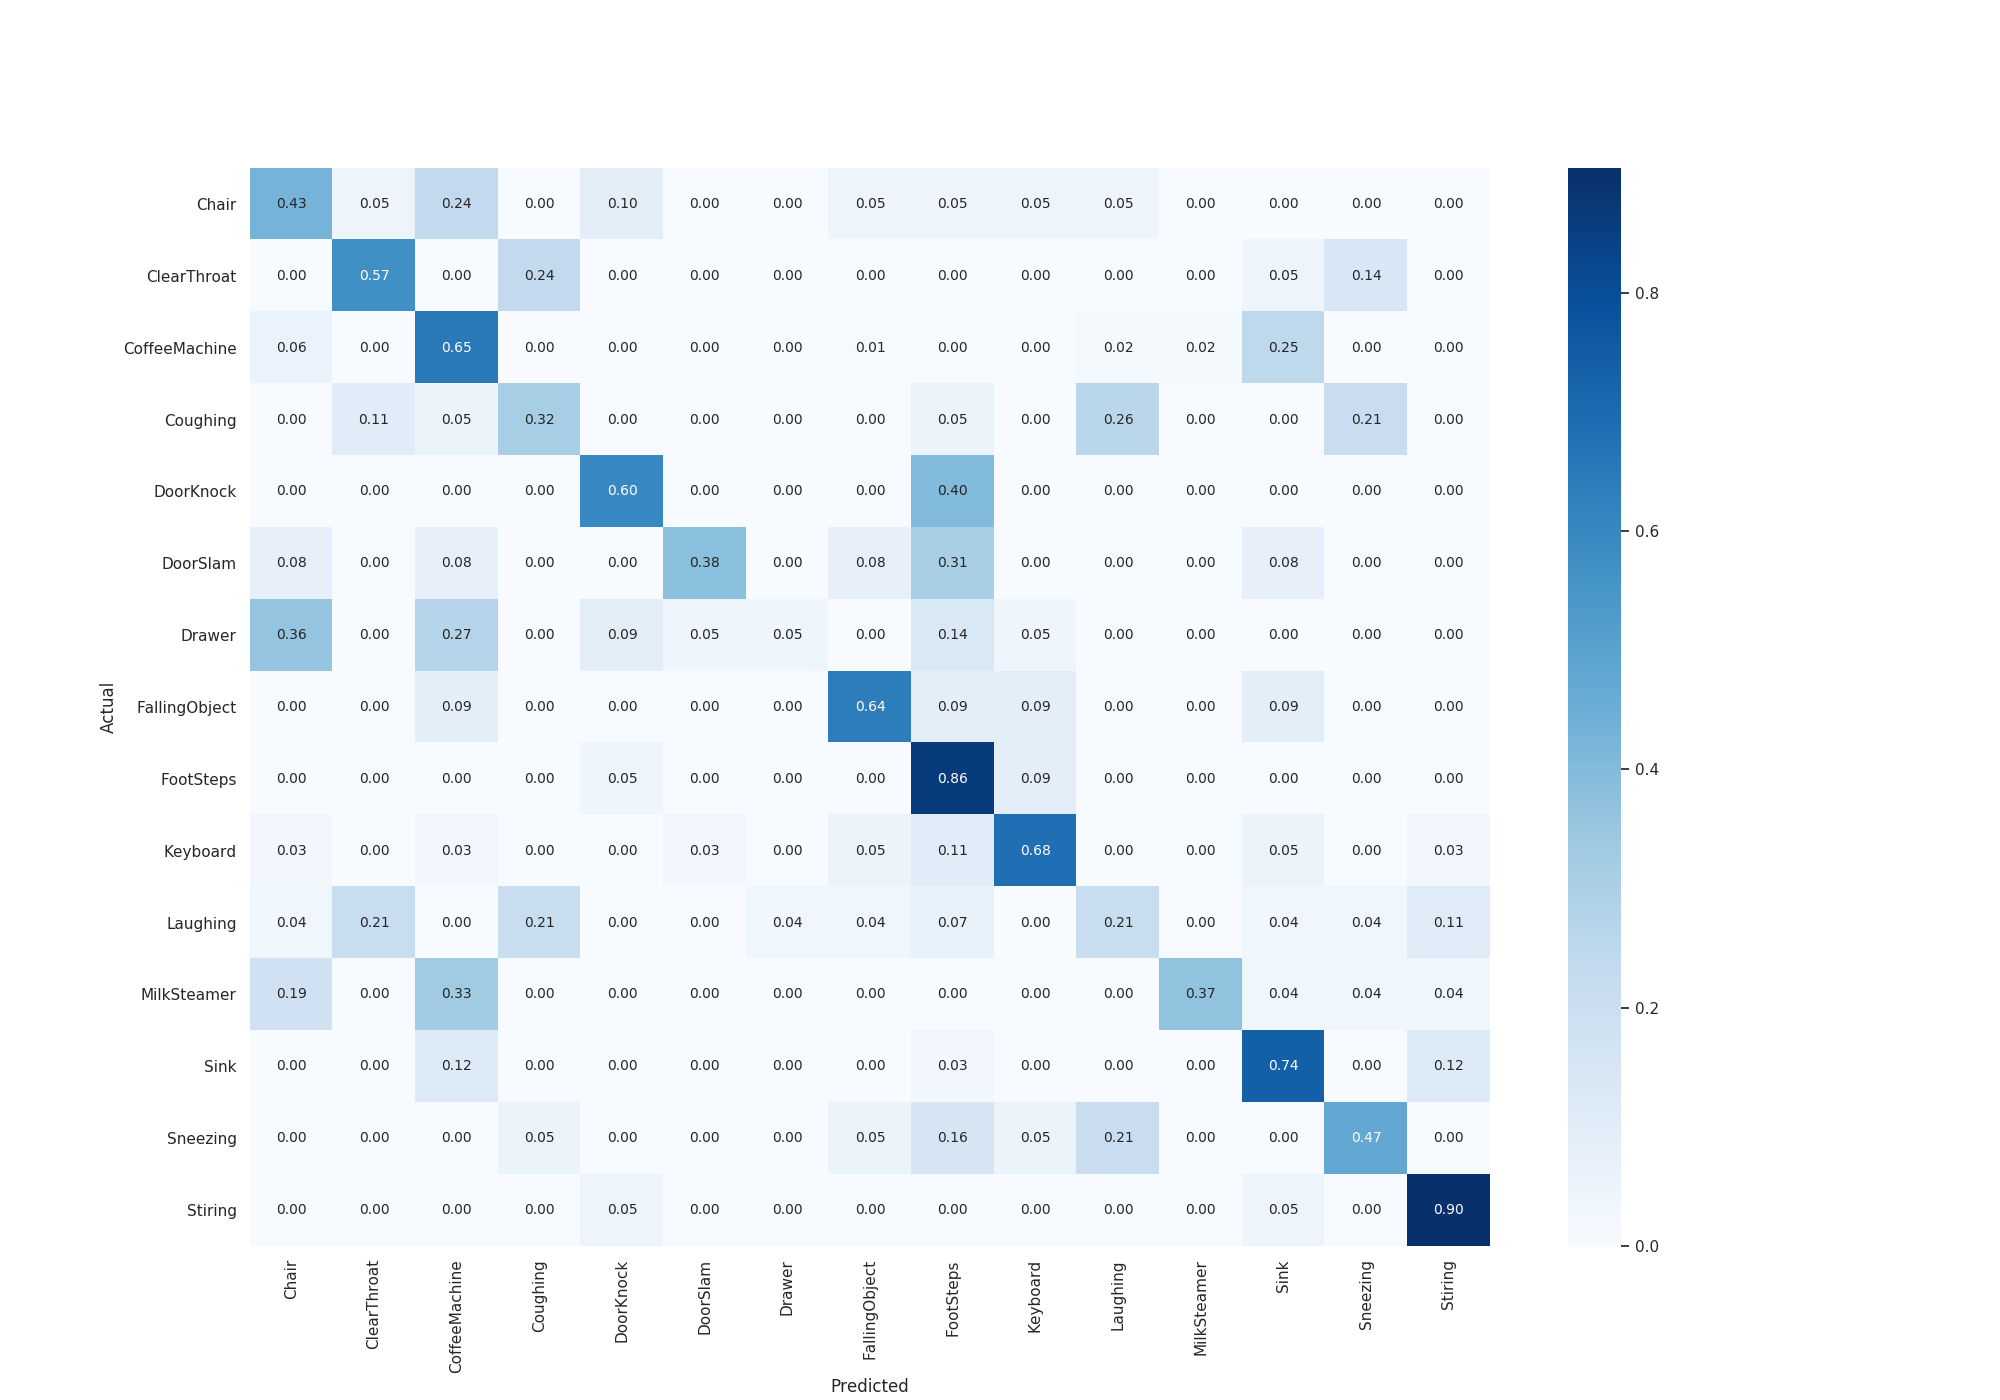 Chair 0.43 0.05 0.24 0.00 0.10 0.00 0.00 0.05 0.05 0.05 0.05 0.00 0.00 0.00 0.00
ClearThroat 0.00 0.57 0.00 0.24 0.00 0.00 0.00 0.00 0.00 0.00 0.00 0.00 0.05 0.14 0.00
0.8
CoffeeMachine 0.06 0.00 0.65 0.00 0.00 0.00 0.00 0.01 0.00 0.00 0.02 0.02 0.25 0.00 0.00
Coughing 0.00 0.11 0.05 0.32 0.00 0.00 0.00 0.00 0.05 0.00 0.26 0.00 0.00 0.21 0.00
DoorKnock 0.00 0.00 0.00 0.00 0.60 0.00 0.00 0.00 0.40 0.00 0.00 0.00 0.00 0.00 0.00
0.6
DoorSlam 0.08 0.00 0.08 0.00 0.00 0.38 0.00 0.08 0.31 0.00 0.00 0.00 0.08 0.00 0.00
Drawer 0.36 0.00 0.27 0.00 0.09 0.05 0.05 0.00 0.14 0.05 0.00 0.00 0.00 0.00 0.00
Actual
FallingObject 0.00 0.00 0.09 0.00 0.00 0.00 0.00 0.64 0.09 0.09 0.00 0.00 0.09 0.00 0.00
0.4
FootSteps 0.00 0.00 0.00 0.00 0.05 0.00 0.00 0.00 0.86 0.09 0.00 0.00 0.00 0.00 0.00
Keyboard 0.03 0.00 0.03 0.00 0.00 0.03 0.00 0.05 0.11 0.68 0.00 0.00 0.05 0.00 0.03
Laughing 0.04 0.21 0.00 0.21 0.00 0.00 0.04 0.04 0.07 0.00 0.21 0.00 0.04 0.04 0.11
MilkSteamer 0.19 0.00 0.33 0.00 0.00 0.00 0.00 0.00 0.00 0.00 0.00 0.37 0.04 0.04 0.04
0.2
Sink 0.00 0.00 0.12 0.00 0.00 0.00 0.00 0.00 0.03 0.00 0.00 0.00 0.74 0.00 0.12
Sneezing 0.00 0.00 0.00 0.05 0.00 0.00 0.00 0.05 0.16 0.05 0.21 0.00 0.00 0.47 0.00
Stiring 0.00 0.00 0.00 0.00 0.05 0.00 0.00 0.00 0.00 0.00 0.00 0.00 0.05 0.00 0.90
0.0
Chair ClearThroat CoffeeMachine Coughing DoorKnock DoorSlam Drawer FallingObject FootSteps Keyboard Laughing MilkSteamer Sink Sneezing Stiring
Predicted